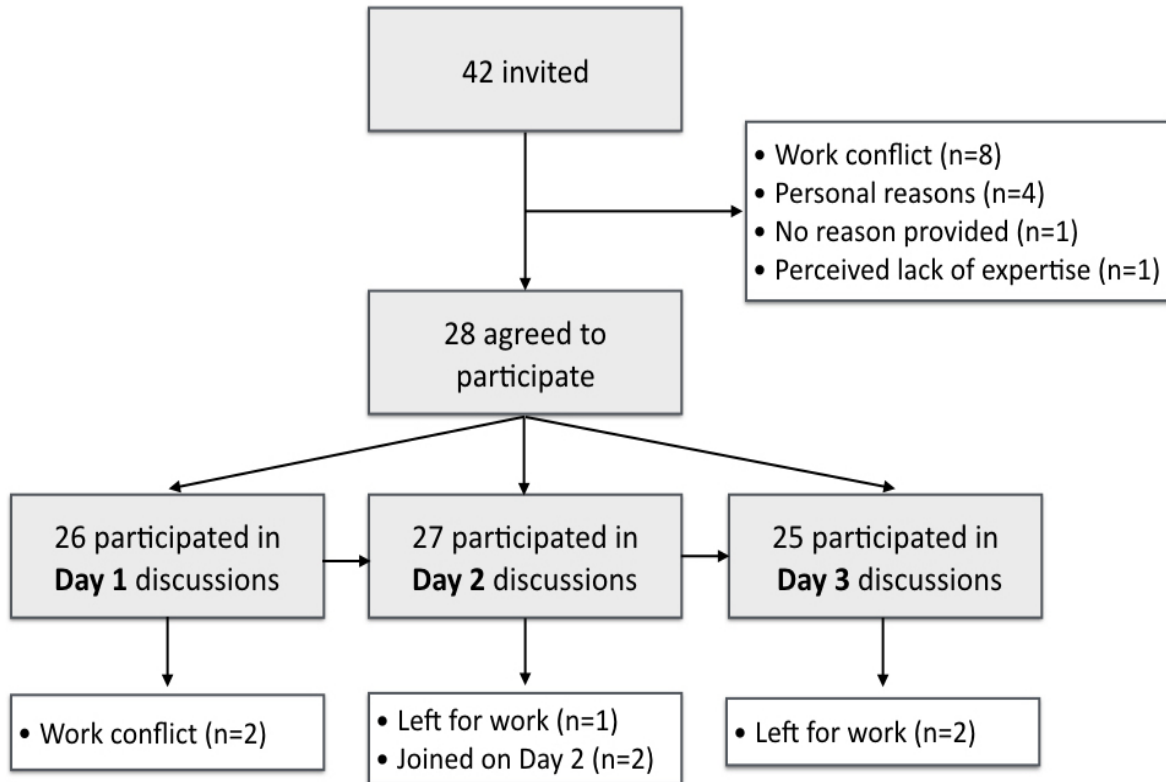 42 invited
• Work conflict (n=8)
• Personal reasons (n=4)
• No reason provided (n=1)
• Perceived lack of expertise (n=1)
28 agreed to
participate
26 participated in
Day 1 discussions
27 participated in
Day 2 discussions
25 participated in
Day 3 discussions
• Work conflict (n=2)
• Left for work (n=1)
• Joined on Day 2 (n=2)
• Left for work (n=2)